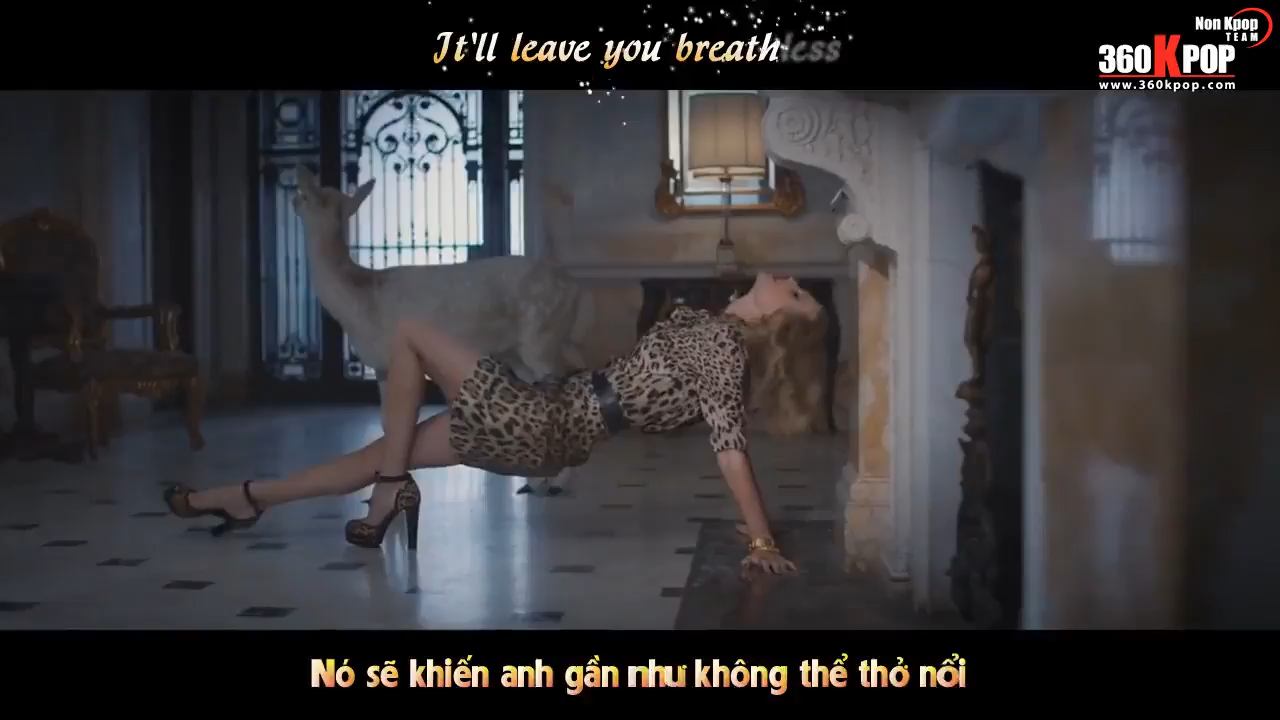 It'll leave you breathless
Non Kpop
TEAM
360KPOP
www.360kpop.com
Nó sẽ khiến anh gần như không thể thở nổi